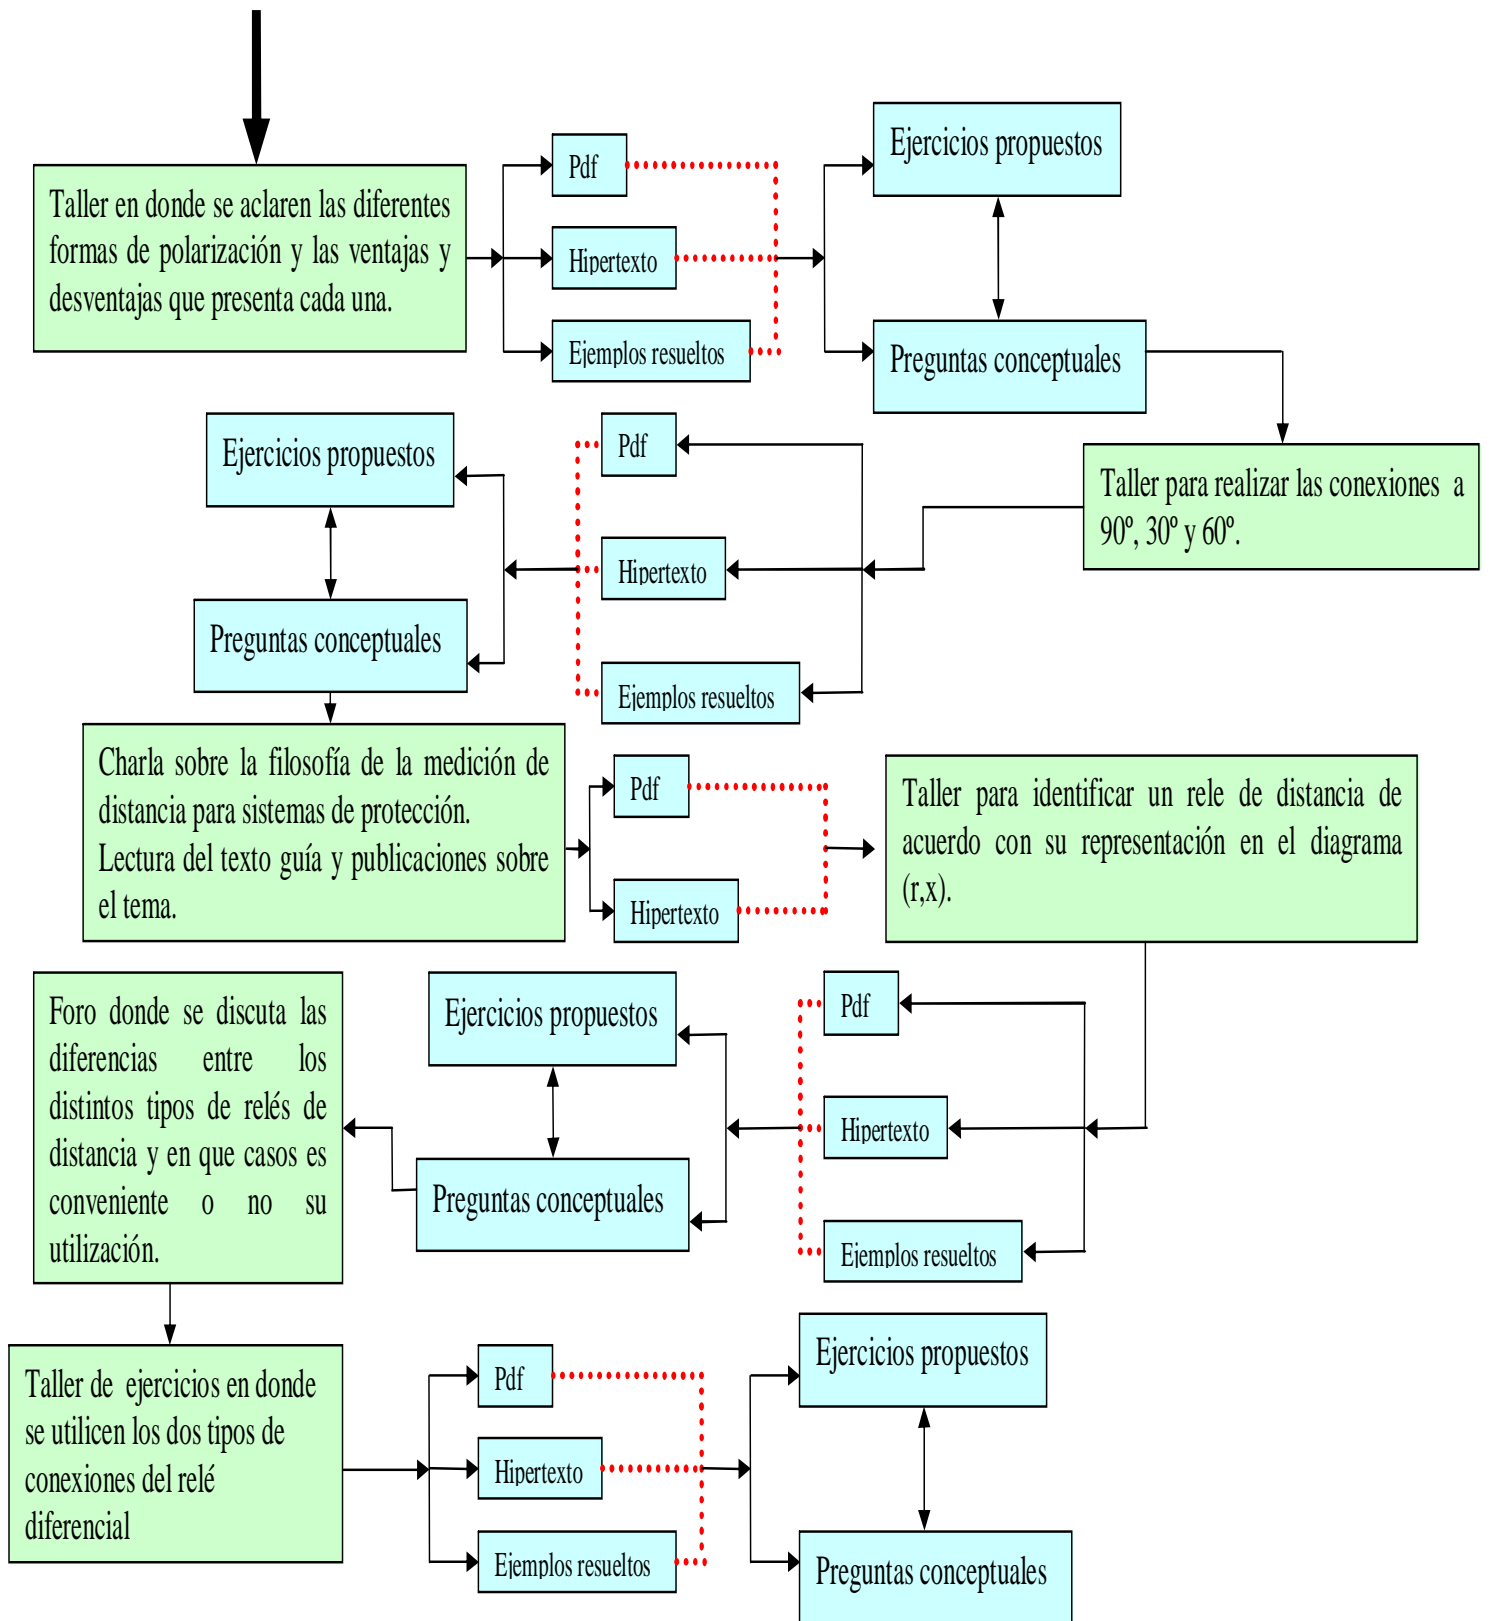 Pdf
Ejercicios propuestos
Taller en donde se aclaren las diferentes
formas de polarización y las ventajas y
desventajas que presenta cada una.
Hipertexto
Ejemplos resueltos
Preguntas conceptuales
Ejercicios propuestos
Pdf
Taller para realizar las conexiones a
90º, 30º y 60º.
Hipertexto
Preguntas conceptuales
Ejemplos resueltos
Charla sobre la filosofía de la medición de
distancia para sistemas de protección.
Lectura del texto guía y publicaciones sobre
el tema.
Pdf
Hipertexto
Taller para identificar un rele de distancia de
acuerdo con su representación en el diagrama
(r,x).
Foro donde se discuta las
diferencias entre los
distintos tipos de relés de
distancia y en que casos es
conveniente o no su
utilización.
Ejercicios propuestos
Pdf
Hipertexto
Preguntas conceptuales
Ejemplos resueltos
Taller de ejercicios en donde
se utilicen los dos tipos de
conexiones del relé
diferencial
Pdf
Hipertexto
Ejemplos resueltos
Ejercicios propuestos
Preguntas conceptuales